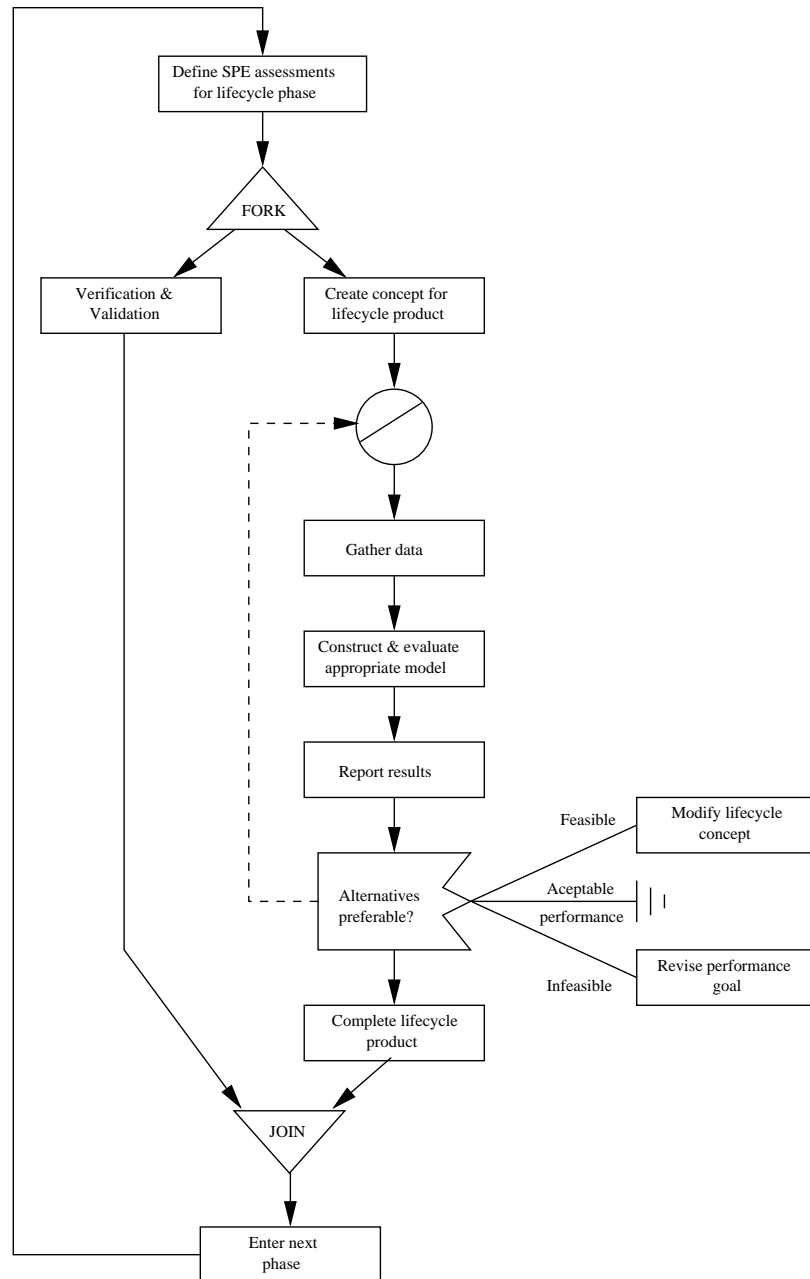 Define SPE assessments
for lifecycle phase
FORK
Verification &
Validation
Create concept for
lifecycle product
Gather data
Construct & evaluate
appropriate model
Report results
Alternatives
preferable?
Feasible
Modify lifecycle
concept
Aceptable
performance
Infeasible
Revise performance
goal
Complete lifecycle
product
JOIN
Enter next
phase